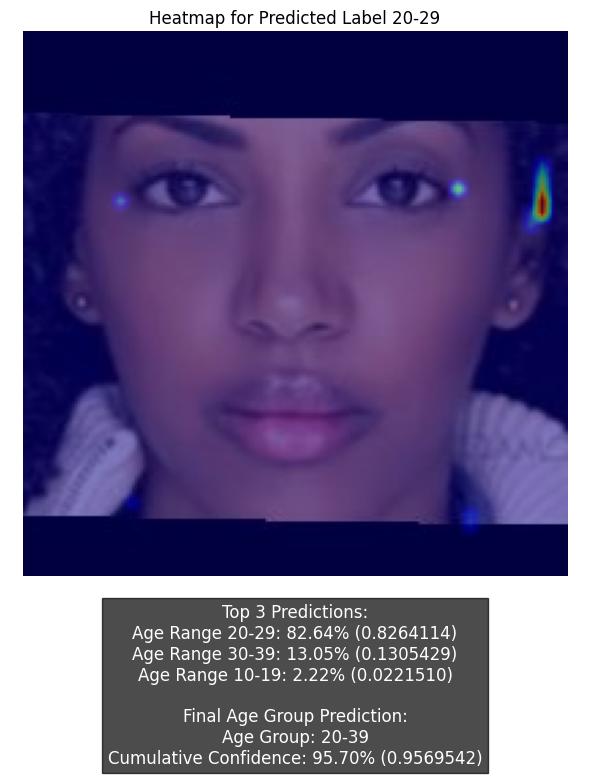 Heatmap for Predicted Label 20-29
Top 3 Predictions:
Age Range 20-29: 82.64% (0.8264114)
Age Range 30-39: 13.05% (0.1305429)
Age Range 10-19: 2.22% (0.0221510)
Final Age Group Prediction:
Age Group: 20-39
Cumulative Confidence: 95.70% (0.9569542)